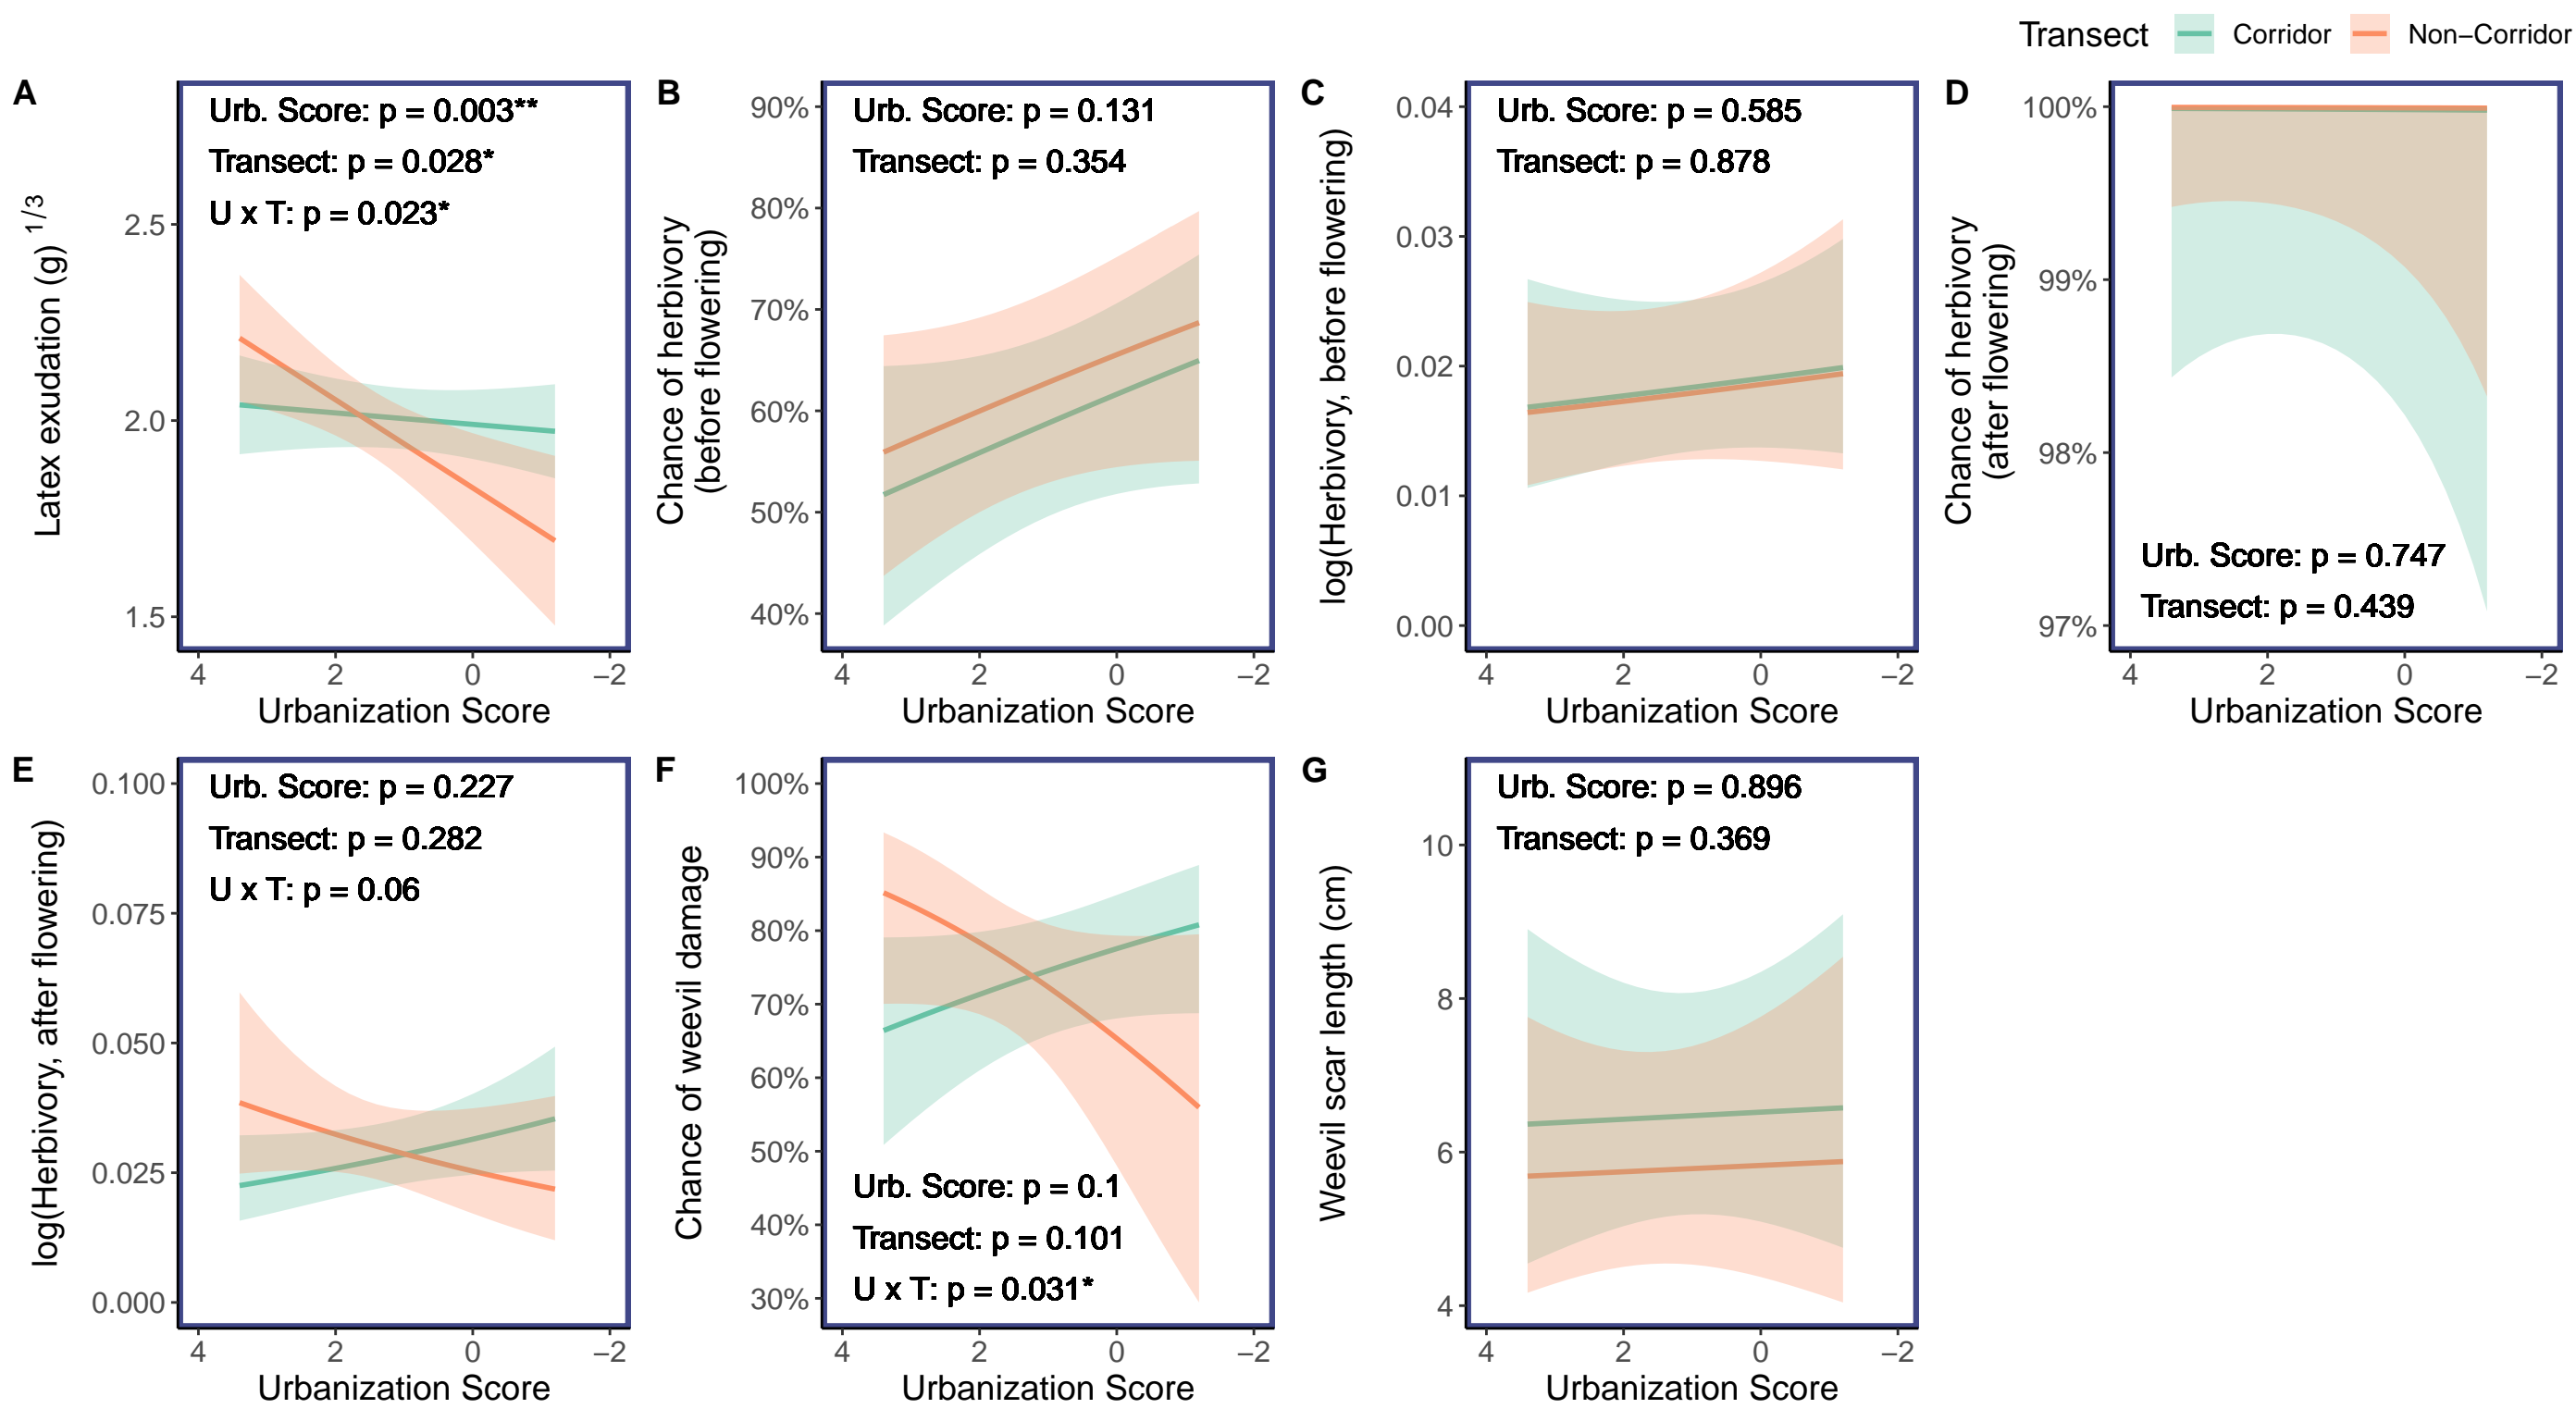 Transect Corridor Non−Corridor
A
Urb. Score: p = 0.003**
Transect: p = 0.028*
U x T: p = 0.023*
Latex exudation (g) 1/3
2.5
2.0
1.5
4 2 0 −2
Urbanization Score
B
Urb. Score: p = 0.131
Transect: p = 0.354
Chance of herbivory
(before flowering)
90%
80%
70%
60%
50%
40%
4 2 0 −2
Urbanization Score
C
Urb. Score: p = 0.585
Transect: p = 0.878
log(Herbivory, before flowering)
0.04
0.03
0.02
0.01
0.00
4 2 0 −2
Urbanization Score
D
Chance of herbivory
(after flowering)
100%
99%
98%
97%
Urb. Score: p = 0.747
Transect: p = 0.439
4 2 0 −2
Urbanization Score
E
Urb. Score: p = 0.227
Transect: p = 0.282
U x T: p = 0.06
log(Herbivory, after flowering)
0.100
0.075
0.050
0.025
0.000
4 2 0 −2
Urbanization Score
F
Chance of weevil damage
100%
90%
80%
70%
60%
50%
40%
30%
Urb. Score: p = 0.1
Transect: p = 0.101
U x T: p = 0.031*
4 2 0 −2
Urbanization Score
G
Urb. Score: p = 0.896
Transect: p = 0.369
Weevil scar length (cm)
10
8
6
4
4 2 0 −2
Urbanization Score